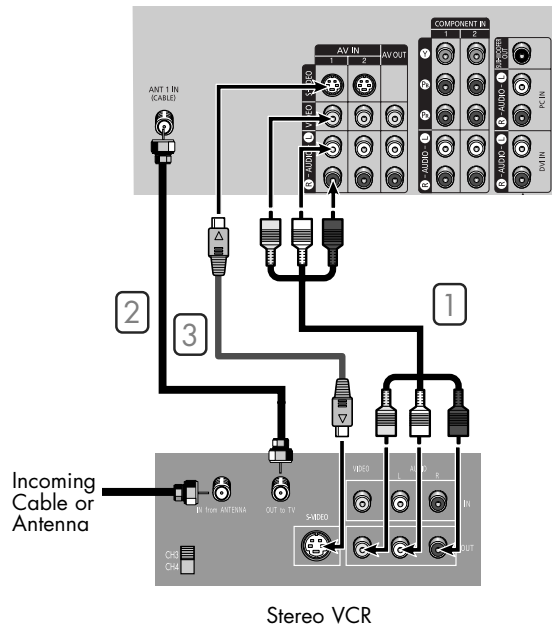 COMPONENT IN
1 2
AV IN
1 2
AV OUT
SUBWOOFER
OUT
ANT 1 IN
(CABLE)
S-VIDEO
VIDEO
R - AUDIO - L
Y
PB
PR
R - AUDIO - L
R - AUDIO - L
PC IN
R - AUDIO - L
DVI IN
1
2
3
Incoming
Cable or
Antenna
IN from ANTENNA
OUT to TV
S-VIDEO
VIDEO
AUDIO
L R
IN
OUT
CH3
CH4
Stereo VCR